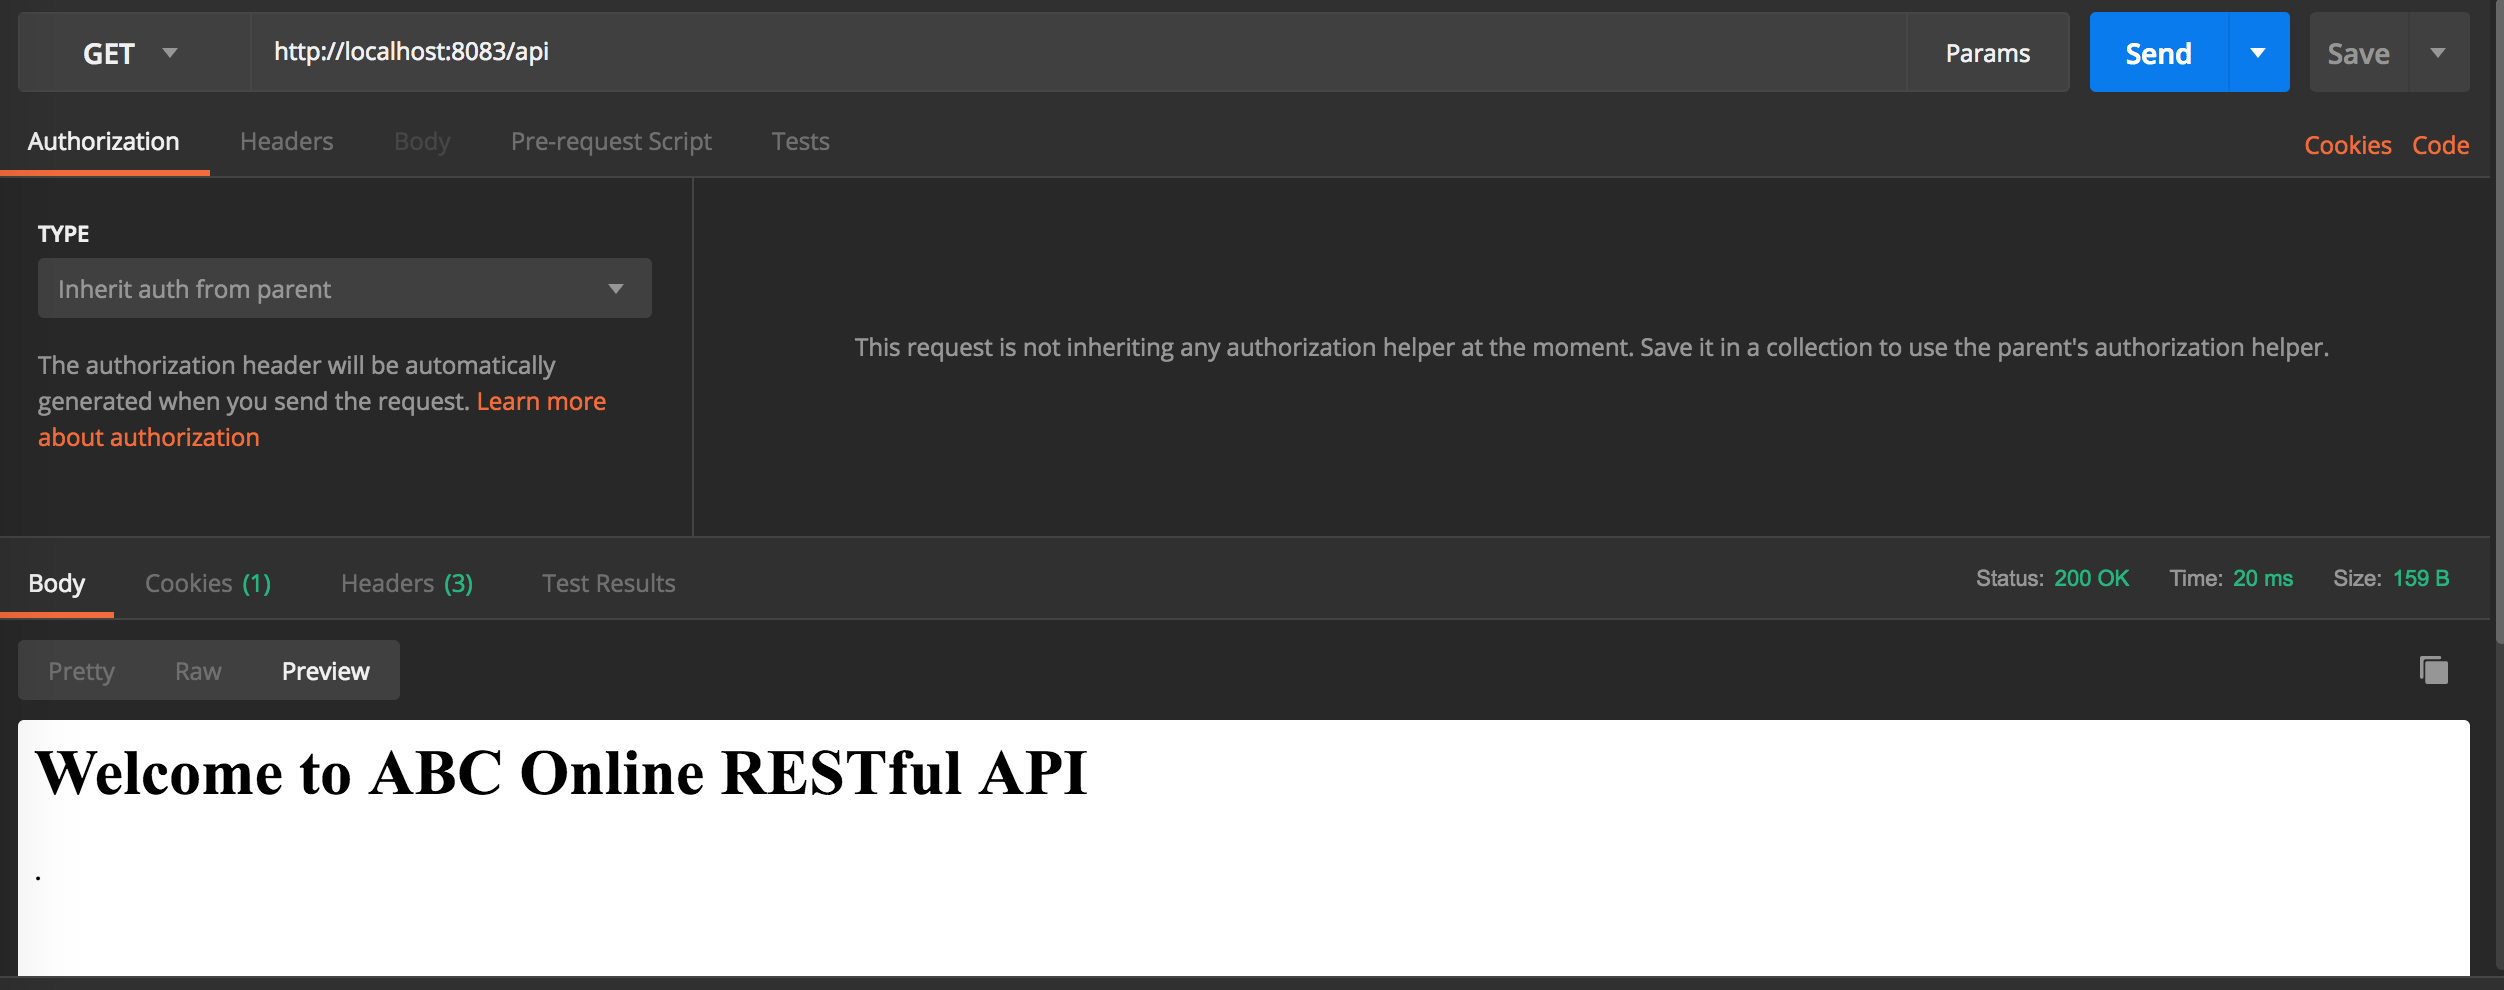 GET http://localhost:8083/api Params Send Save
Authorization Headers Body Pre-request Script Tests Cookies Code
TYPE
Inherit auth from parent
The authorization header will be automatically
generated when you send the request. Learn more
about authorization
This request is not inheriting any authorization helper at the moment. Save it in a collection to use the parent's authorization helper.
Body Cookies (1) Headers (3) Test Results Status: 200 OK Time: 20 ms Size: 159 B
Pretty Raw Preview
Welcome to ABC Online RESTful API
.